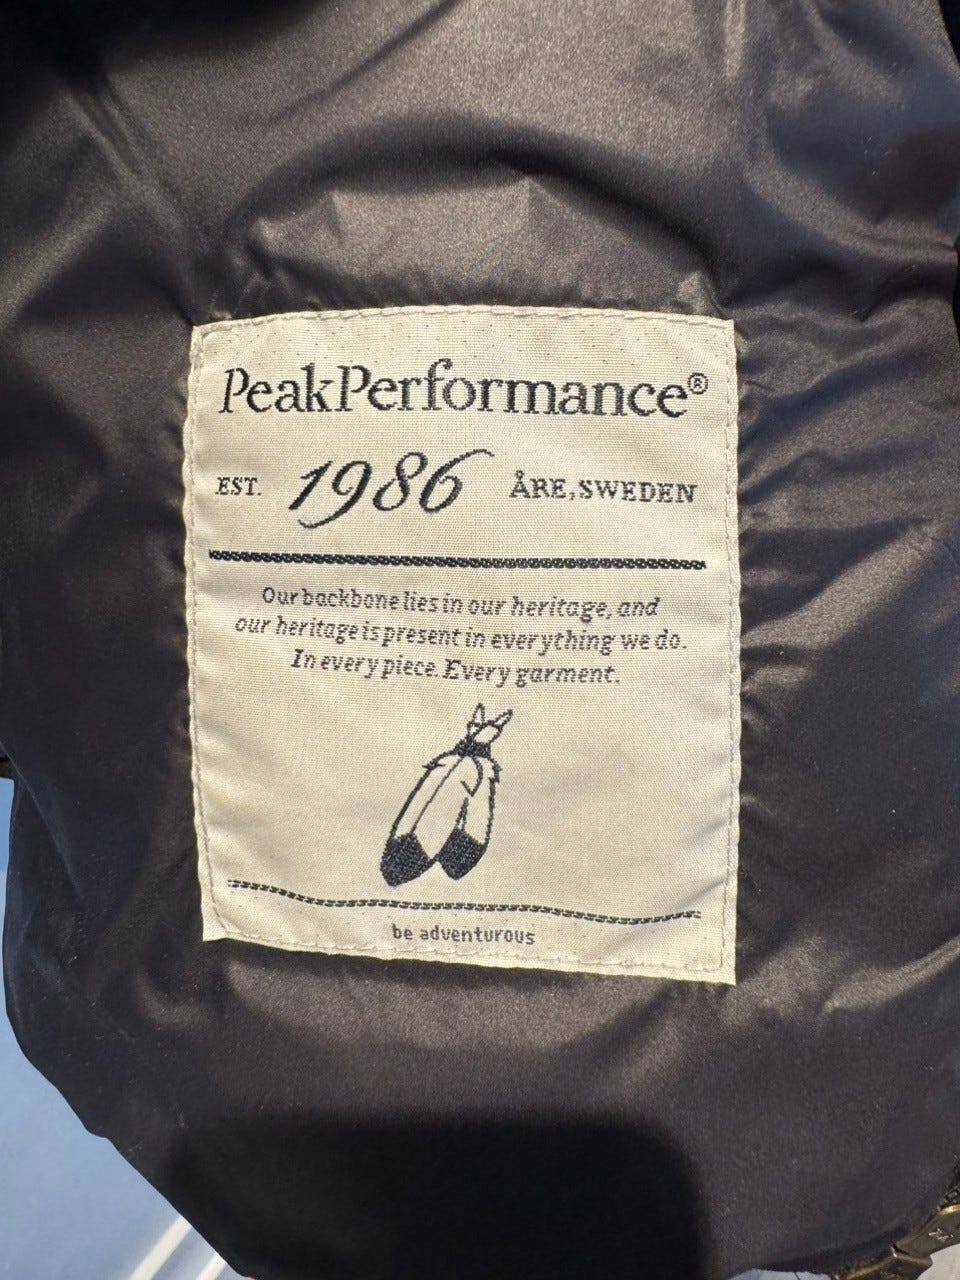 PeakPerformance®
EST. 1986 ÅRE, SWEDEN
Our backbone lies in our heritage, and
our heritage is present in everything we do.
In every piece. Every garment.
be adventurous